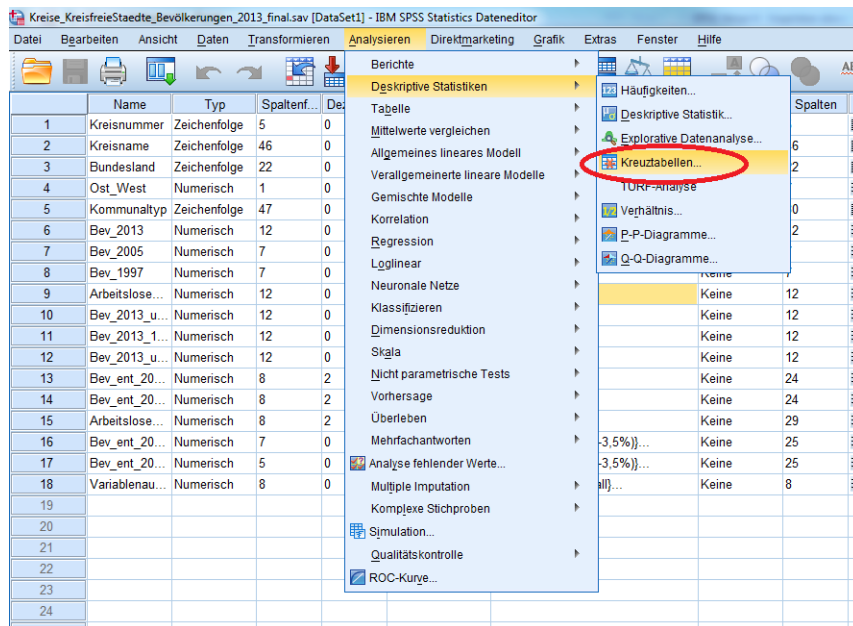 Kreise_KreisfreieStaedte_Bevölkerungen_2013_final.sav [DataSet1] - IBM SPSS Statistics Dateneditor
Datei Bearbeiten Ansicht Daten Transformieren Analysieren Direktmarketing Grafik Extras Fenster Hilfe
Berichte
Deskriptive Statistiken
Tabelle
Mittelwerte vergleichen
Allgemeines lineares Modell
Verallgemeinerte lineare Modelle
Gemischte Modelle
Korrelation
Regression
Loglinear
Neuronale Netze
Klassifizieren
Dimensionsreduktion
Skala
Nicht parametrische Tests
Vorhersage
Überleben
Mehrfachantworten
Analyse fehlender Werte...
Multiple Imputation
Komplexe Stichproben
Simulation...
Qualitätskontrolle
ROC-Kurve...
Häufigkeiten...
Deskriptive Statistik...
Explorative Datenanalyse...
Kreuztabellen...
TURF-Analyse
Verhältnis...
P-P-Diagramme...
Q-Q-Diagramme...
Name Typ Spaltenf... Dez Spalten
1 Kreisnummer Zeichenfolge 5 0
2 Kreisname Zeichenfolge 46 0 6
3 Bundesland Zeichenfolge 22 0 2
4 Ost_West Numerisch 1 0
5 Kommunaltyp Zeichenfolge 47 0 0
6 Bev_2013 Numerisch 12 0 2
7 Bev_2005 Numerisch 7 0
8 Bev_1997 Numerisch 7 0 Keine 7
9 Arbeitslose... Numerisch 12 0 Keine 12
10 Bev_2013_u... Numerisch 12 0 Keine 12
11 Bev_2013_1... Numerisch 12 0 Keine 12
12 Bev_2013_u... Numerisch 12 0 Keine 12
13 Bev_ent_20... Numerisch 8 2 Keine 24
14 Bev_ent_20... Numerisch 8 2 Keine 24
15 Arbeitslose... Numerisch 8 2 Keine 29
16 Bev_ent_20... Numerisch 7 0 -3,5%)}... Keine 25
17 Bev_ent_20... Numerisch 5 0 -3,5%)}... Keine 25
18 Variablenau... Numerisch 8 0 all}... Keine 8
19
20
21
22
23
24